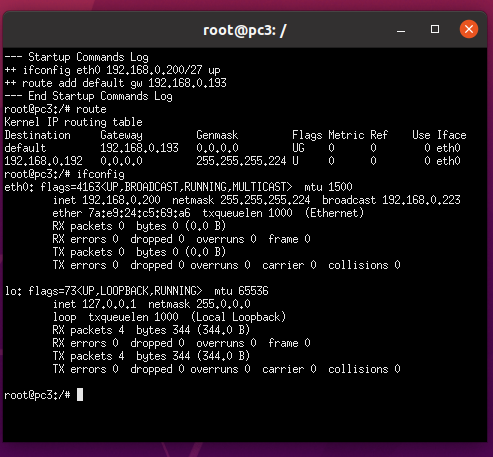 root@pc3: /
--- Startup Commands Log
++ ifconfig eth0 192.168.0.200/27 up
++ route add default gw 192.168.0.193
--- End Startup Commands Log
root@pc3:/# route
Kernel IP routing table
Destination     Gateway         Genmask         Flags Metric Ref    Use Iface
default         192.168.0.193   0.0.0.0         UG    0      0        0 eth0
192.168.0.192   0.0.0.0         255.255.255.224 U     0      0        0 eth0
root@pc3:/# ifconfig
eth0: flags=4163<UP,BROADCAST,RUNNING,MULTICAST>  mtu 1500
        inet 192.168.0.200  netmask 255.255.255.224  broadcast 192.168.0.223
        ether 7a:e9:24:c5:69:a6  txqueuelen 1000  (Ethernet)
        RX packets 0  bytes 0 (0.0 B)
        RX errors 0  dropped 0  overruns 0  frame 0
        TX packets 0  bytes 0 (0.0 B)
        TX errors 0  dropped 0 overruns 0  carrier 0  collisions 0

lo: flags=73<UP,LOOPBACK,RUNNING>  mtu 65536
        inet 127.0.0.1  netmask 255.0.0.0
        loop  txqueuelen 1000  (Local Loopback)
        RX packets 4  bytes 344 (344.0 B)
        RX errors 0  dropped 0  overruns 0  frame 0
        TX packets 4  bytes 344 (344.0 B)
        TX errors 0  dropped 0 overruns 0  carrier 0  collisions 0

root@pc3:/#